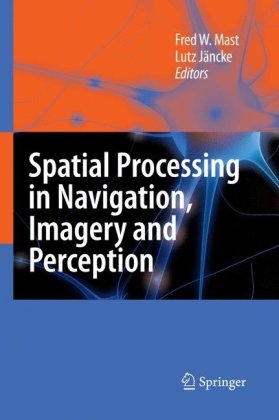 Fred W. Mast
Lutz Jäncke
Editors
Spatial Processing
in Navigation,
Imagery and
Perception
Springer